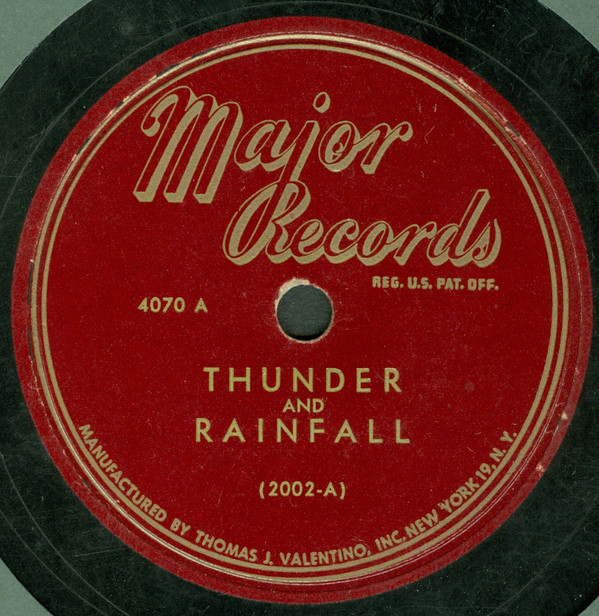 Major
Records
REG. U.S. PAT. OFF.
4070 A
THUNDER
AND
RAINFALL
(2002-A)
MANUFACTURED BY THOMAS J. VALENTINO, INC. NEW YORK 19, N. Y.